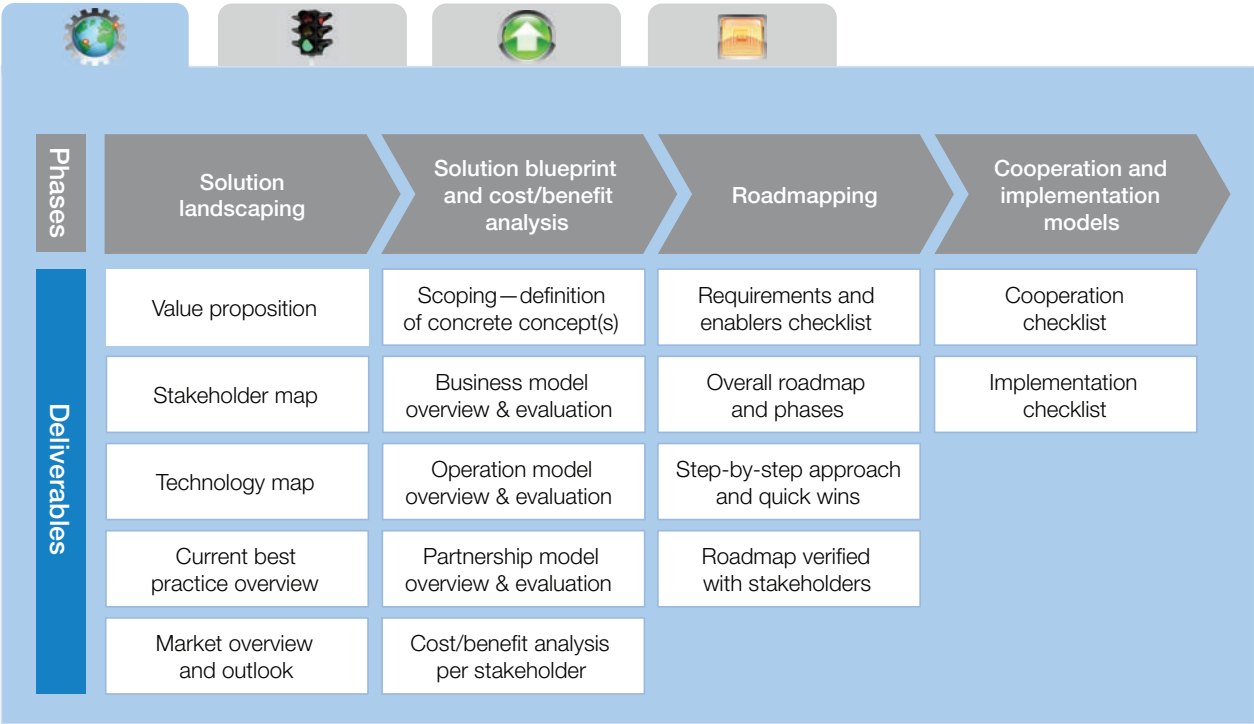 Phases
Solution
landscaping
Solution blueprint
and cost/benefit
analysis
Roadmapping
Cooperation and
implementation
models
Deliverables
Value proposition
Stakeholder map
Technology map
Current best
practice overview
Market overview
and outlook
Scoping—definition
of concrete concept(s)
Business model
overview & evaluation
Operation model
overview & evaluation
Partnership model
overview & evaluation
Cost/benefit analysis
per stakeholder
Requirements and
enablers checklist
Overall roadmap
and phases
Step-by-step approach
and quick wins
Roadmap verified
with stakeholders
Cooperation
checklist
Implementation
checklist